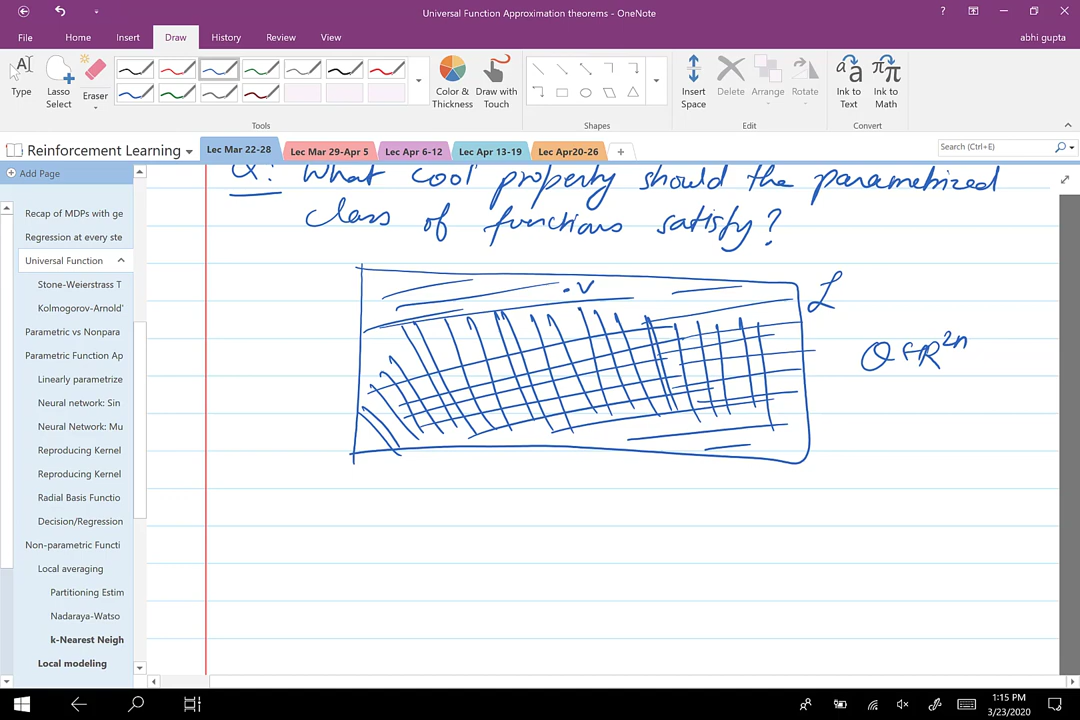 Universal Function Approximation theorems - OneNote
File Home Insert Draw History Review View abhi gupta
Type Lasso Select Eraser Color & Thickness Draw with Touch Insert Space Delete Arrange Rotate Ink to Text Ink to Math
Tools Shapes Edit Convert
Reinforcement Learning Lec Mar 22-28 Lec Mar 29-Apr 5 Lec Apr 6-12 Lec Apr 13-19 Lec Apr20-26 Search (Ctrl+E)
Add Page
Recap of MDPs with ge
Regression at every ste
Universal Function
Stone-Weierstrass T
Kolmogorov-Arnold'
Parametric vs Nonpara
Parametric Function Ap
Linearly parametrize
Neural network: Sin
Neural Network: Mu
Reproducing Kernel
Reproducing Kernel
Radial Basis Functio
Decision/Regression
Non-parametric Functi
Local averaging
Partitioning Estim
Nadaraya-Watso
k-Nearest Neigh
Local modeling
Q: What cool property should the parametrized
class of functions satisfy?
.V
L
θ∈R^2n
1:15 PM
3/23/2020